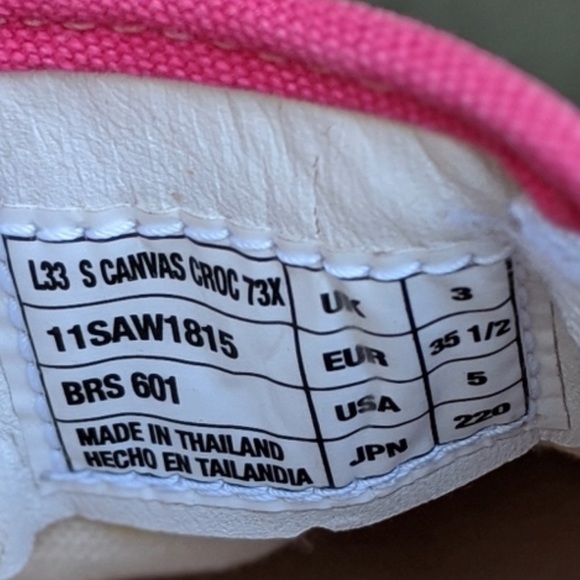 L33 S CANVAS CROC 73X
11SAW1815
BRS 601
MADE IN THAILAND
HECHO EN TAILANDIA
UK 3
EUR 35 1/2
USA 5
JPN 220